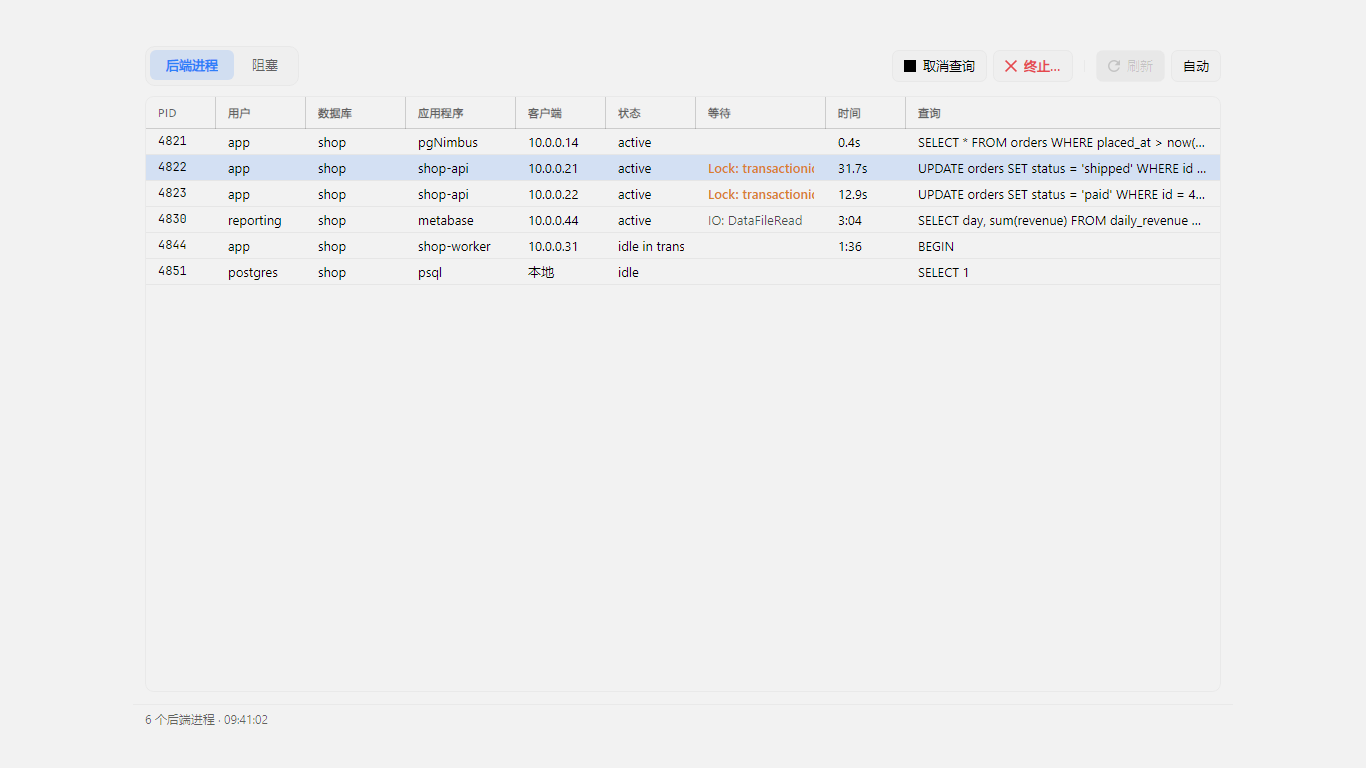 后端进程 阻塞 取消查询 终止... 刷新 自动
PID 用户 数据库 应用程序 客户端 状态 等待 时间 查询
4821 app shop pgNimbus 10.0.0.14 active 0.4s SELECT * FROM orders WHERE placed_at > now(...
4822 app shop shop-api 10.0.0.21 active Lock: transactionid 31.7s UPDATE orders SET status = 'shipped' WHERE id ...
4823 app shop shop-api 10.0.0.22 active Lock: transactionid 12.9s UPDATE orders SET status = 'paid' WHERE id = 4...
4830 reporting shop metabase 10.0.0.44 active IO: DataFileRead 3:04 SELECT day, sum(revenue) FROM daily_revenue ...
4844 app shop shop-worker 10.0.0.31 idle in trans 1:36 BEGIN
4851 postgres shop psql 本地 idle SELECT 1
6 个后端进程 · 09:41:02